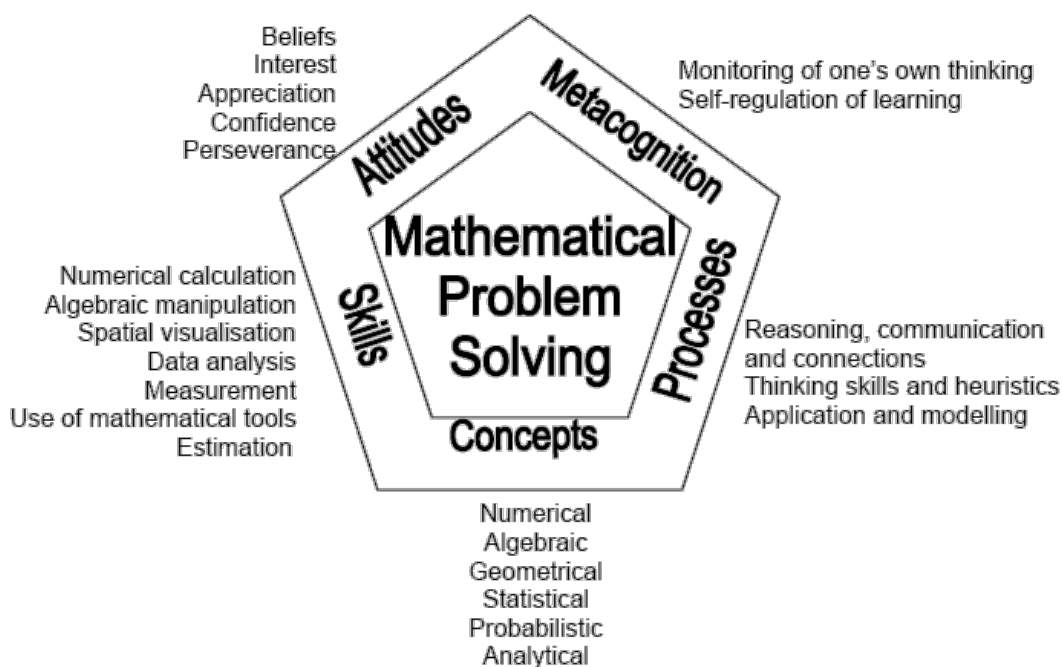 Beliefs
Interest
Appreciation
Confidence
Perseverance
Attitudes
Metacognition
Monitoring of one's own thinking
Self-regulation of learning
Mathematical
Problem
Solving
Numerical calculation
Algebraic manipulation
Spatial visualisation
Data analysis
Measurement
Use of mathematical tools
Estimation
Skills
Processes
Reasoning, communication
and connections
Thinking skills and heuristics
Application and modelling
Concepts
Numerical
Algebraic
Geometrical
Statistical
Probabilistic
Analytical